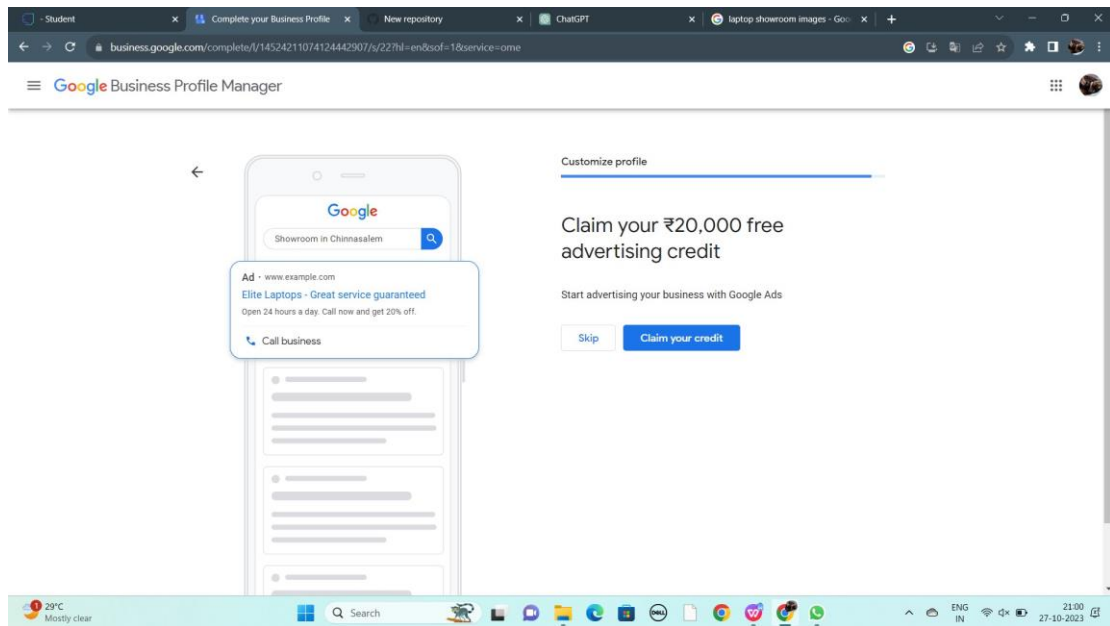 - Student
Complete your Business Profile
New repository
ChatGPT
laptop showroom images - Goo
business.google.com/complete/l/14524211074124442907/s/22?hl=en&sof=1&service=ome
Google Business Profile Manager
Customize profile
Google
Showroom in Chinnasalem
Claim your ₹20,000 free
advertising credit
Ad · www.example.com
Elite Laptops - Great service guaranteed
Open 24 hours a day. Call now and get 20% off.
Call business
Start advertising your business with Google Ads
Skip
Claim your credit
1
29°C
Mostly clear
Search
DELL
ENG
IN
21:00
27-10-2023